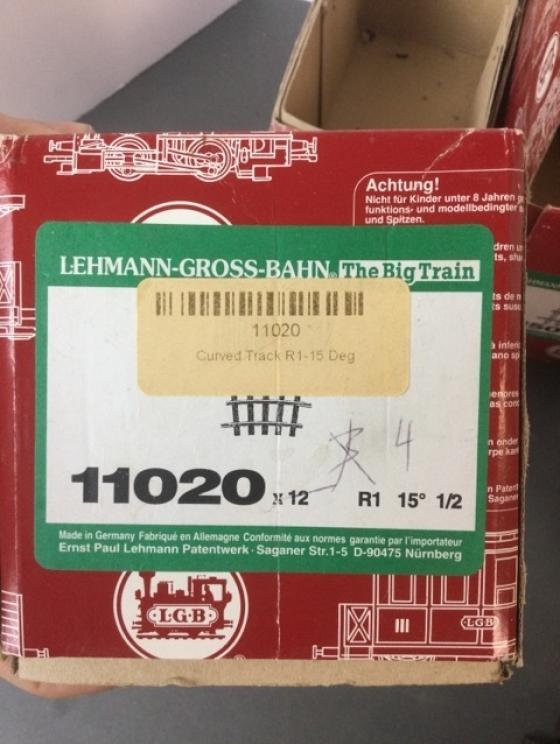 Achtung!
Nicht für Kinder unter 8 Jahren
funktions- und modellbedingter
und Spitzen.
LEHMANN-GROSS-BAHN® The Big Train
11020
Curved Track R1-15 Deg
4
11020 x 12 R1 15° 1/2
Made in Germany Fabriqué en Allemagne Conformité aux normes garantie par l'importateur
Ernst Paul Lehmann Patentwerk · Saganer Str.1-5 D-90475 Nürnberg
L·G·B
III
LGB